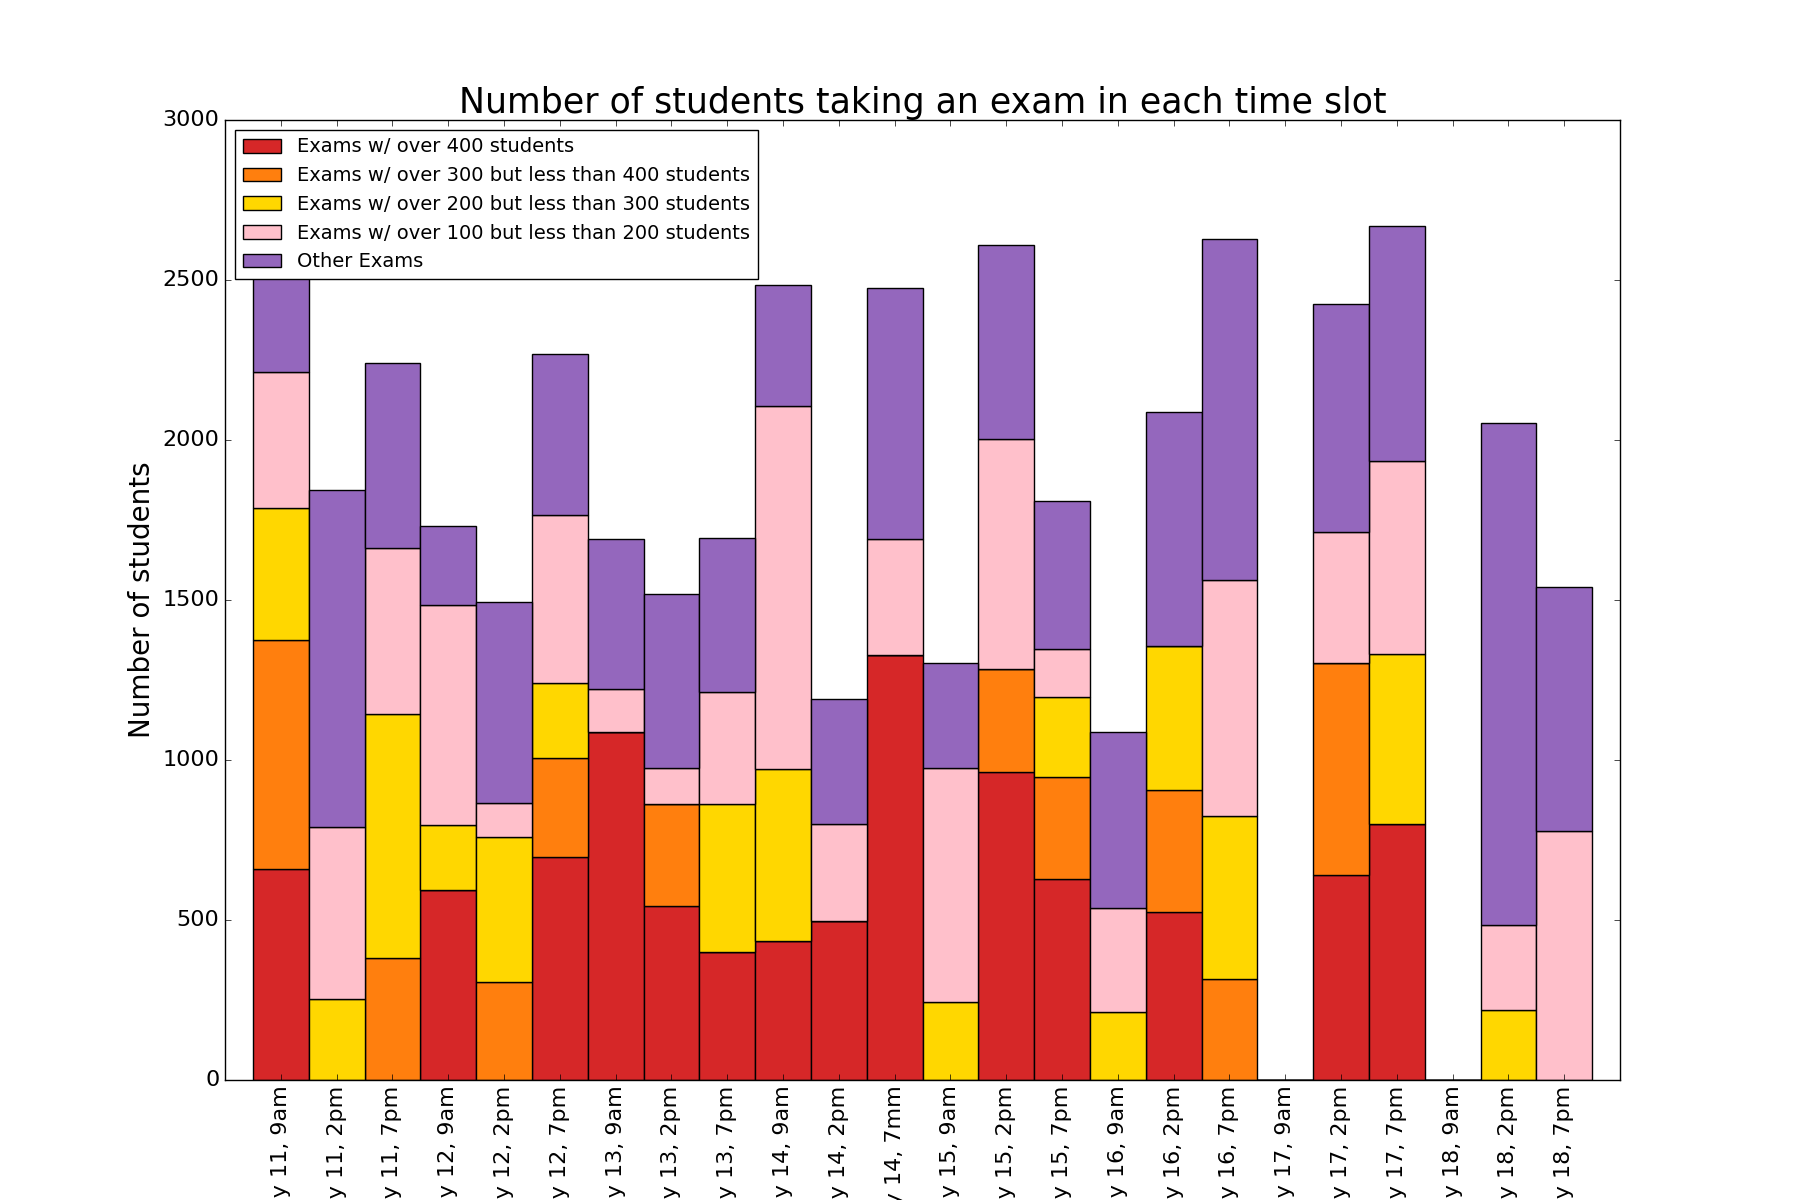 Number of students taking an exam in each time slot
3000
2500
2000
1500
1000
500
0
Number of students
Exams w/ over 400 students
Exams w/ over 300 but less than 400 students
Exams w/ over 200 but less than 300 students
Exams w/ over 100 but less than 200 students
Other Exams
y 11, 9am
y 11, 2pm
y 11, 7pm
y 12, 9am
y 12, 2pm
y 12, 7pm
y 13, 9am
y 13, 2pm
y 13, 7pm
y 14, 9am
y 14, 2pm
y 14, 7mm
y 15, 9am
y 15, 2pm
y 15, 7pm
y 16, 9am
y 16, 2pm
y 16, 7pm
y 17, 9am
y 17, 2pm
y 17, 7pm
y 18, 9am
y 18, 2pm
y 18, 7pm